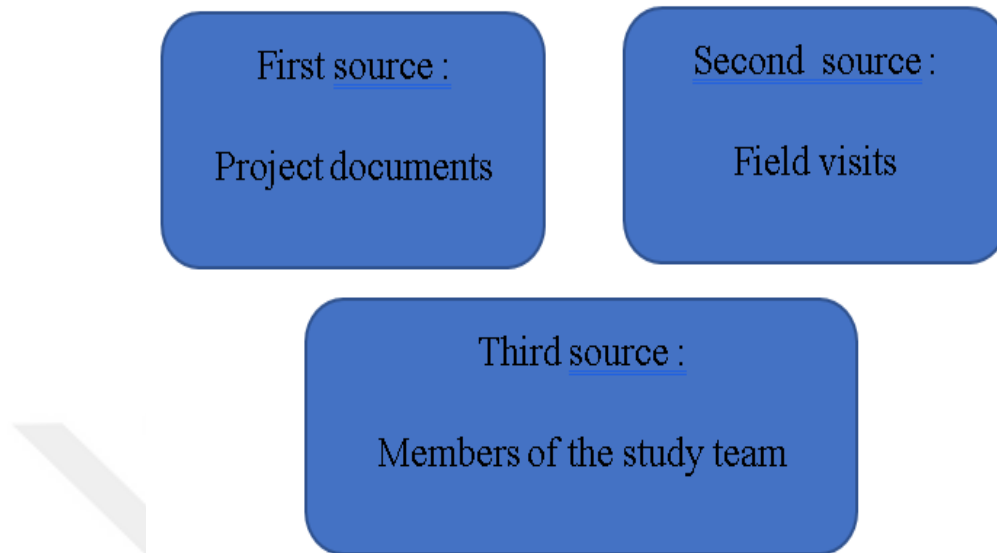 First source :
Project documents
Second  source :
Field visits
Third source :
Members of the study team